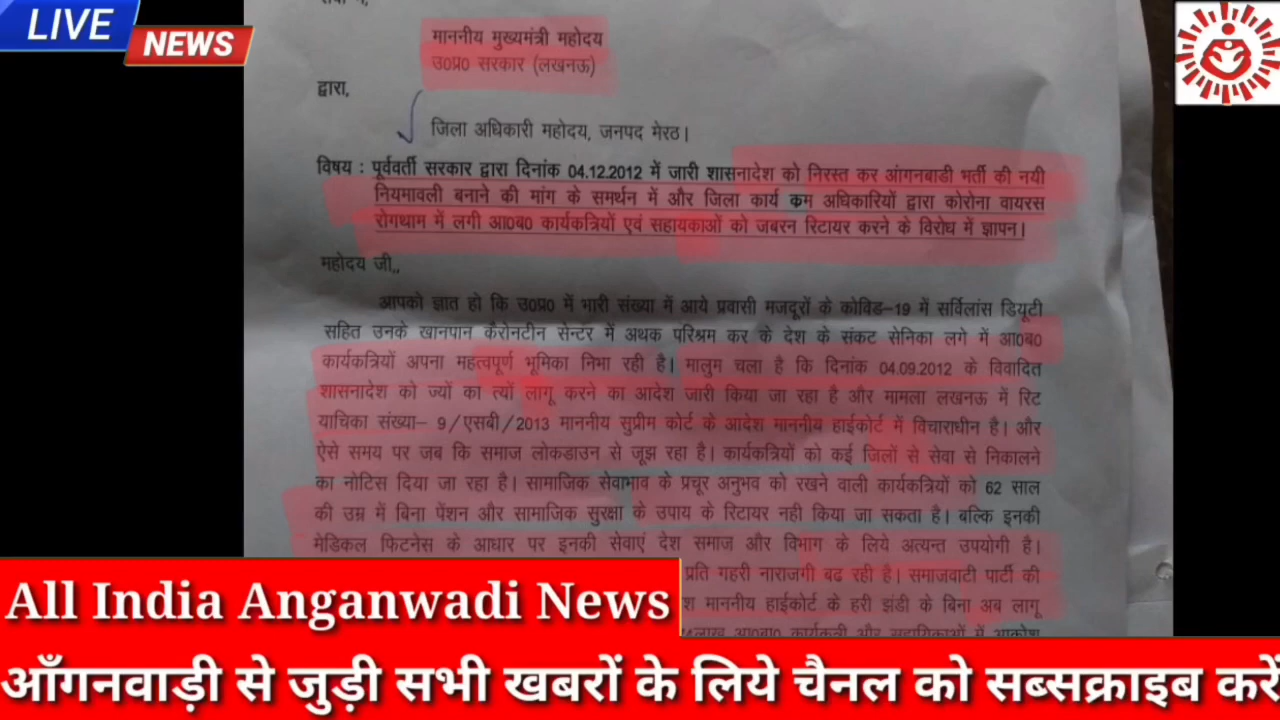 LIVE
NEWS
माननीय मुख्यमंत्री महोदय
उ0प्र0 सरकार (लखनऊ)
द्वारा,
जिला अधिकारी महोदय, जनपद मेरठ।
विषय : पूर्ववर्ती सरकार द्वारा दिनांक 04.12.2012 में जारी शासनादेश को निरस्त कर आंगनबाडी भर्ती की नयी
नियमावली बनाने की मांग के समर्थन में और जिला कार्य कम अधिकारियों द्वारा कोरोना वायरस
रोगथाम में लगी आ0ब0 कार्यकत्रियों एवं सहायकाओं को जबरन रिटायर करने के विरोध में ज्ञापन।
महोदय जी,,
आपको ज्ञात हो कि उ0प्र0 में भारी संख्या में आये प्रवासी मजदूरों के कोविड-19 में सर्विलांस डियूटी
सहित उनके खानपान कैरोनटीन सेन्टर में अथक परिश्रम कर के देश के संकट सेनिका लगे में आ0ब0
कार्यकत्रियों अपना महत्वपूर्ण भूमिका निभा रही है। मालुम चला है कि दिनांक 04.09.2012 के विवादित
शासनादेश को ज्यों का त्यों लागू करने का आदेश जारी किया जा रहा है और मामला लखनऊ में रिट
याचिका संख्या- 9/एसबी/2013 माननीय सुप्रीम कोर्ट के आदेश माननीय हाईकोर्ट में विचाराधीन है। और
ऐसे समय पर जब कि समाज लोकडाउन से जूझ रहा है। कार्यकत्रियों को कई जिलों से सेवा से निकालने
का नोटिस दिया जा रहा है। सामाजिक सेवाभाव के प्रचूर अनुभव को रखने वाली कार्यकत्रियों को 62 साल
की उम्र में बिना पेंशन और सामाजिक सुरक्षा के उपाय के रिटायर नही किया जा सकता है। बल्कि इनकी
मेडिकल फिटनेस के आधार पर इनकी सेवाएं देश समाज और विभाग के लिये अत्यन्त उपयोगी है।
प्रति गहरी नाराजगी बढ रही है। समाजवाटी पार्टी की
माननीय हाईकोर्ट के हरी झंडी के बिना अब लागू
All India Anganwadi News
आँगनवाड़ी से जुड़ी सभी खबरों के लिये चैनल को सब्सक्राइब करें